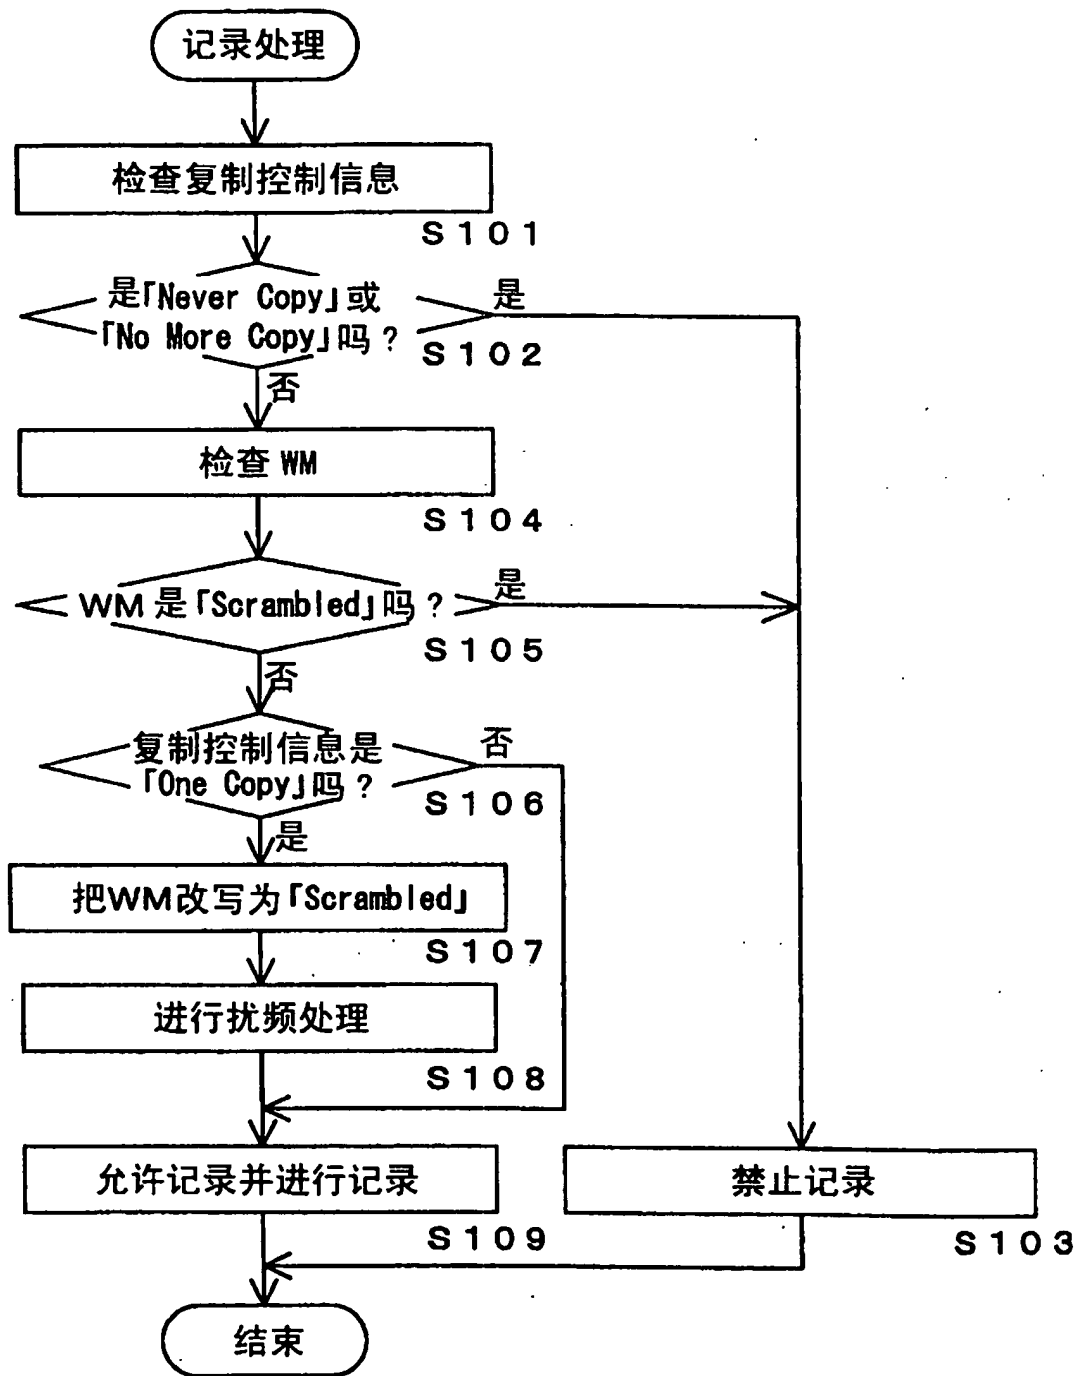 记录处理
检查复制控制信息
S101
是「Never Copy」或
「No More Copy」吗?
是
S102
否
检查 WM
S104
WM 是「Scrambled」吗?
是
S105
否
复制控制信息是
「One Copy」吗?
否
S106
是
把WM改写为「Scrambled」
S107
进行扰频处理
S108
允许记录并进行记录
S109
禁止记录
S103
结束